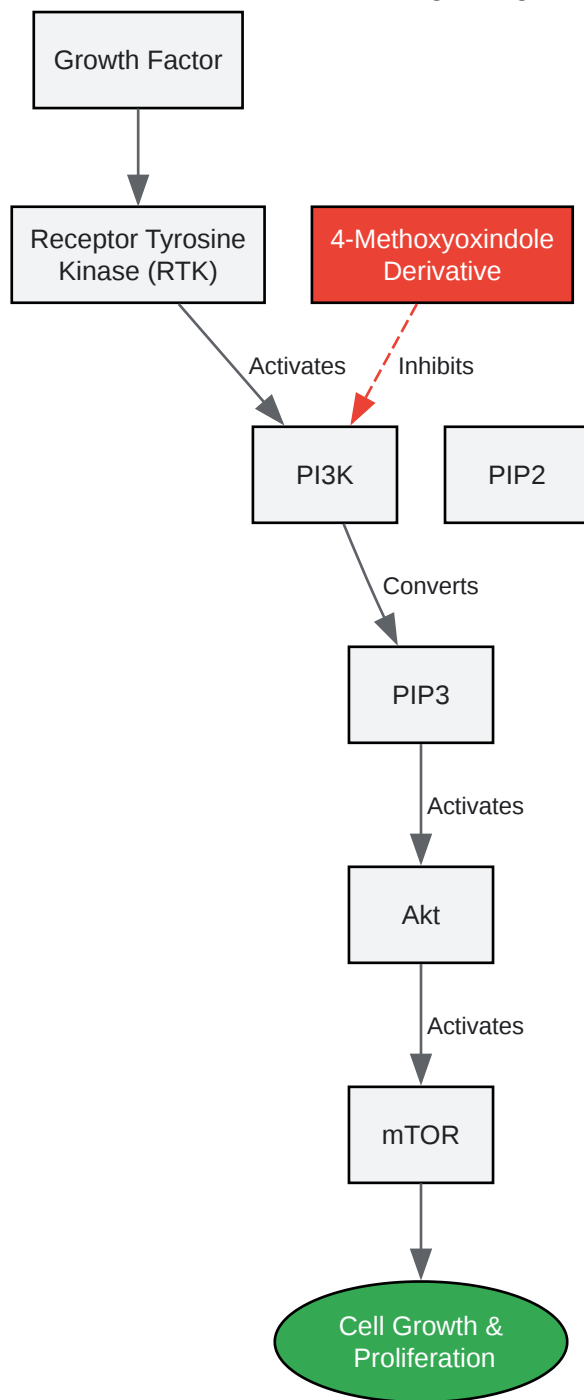 Growth Factor
Receptor Tyrosine
Kinase (RTK)
4-Methoxyoxindole
Derivative
Activates
Inhibits
PI3K
PIP2
Converts
PIP3
Activates
Akt
Activates
mTOR
Cell Growth &
Proliferation